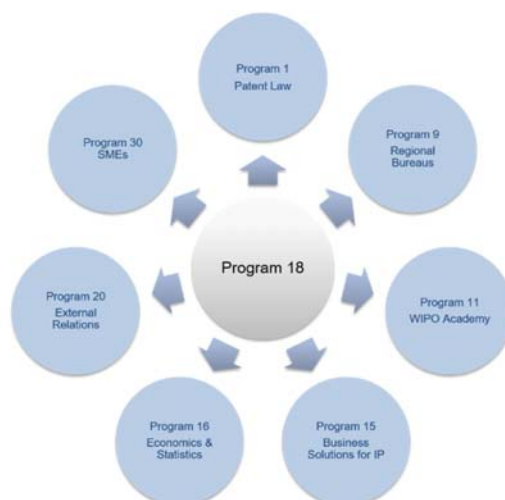 Program 1
Patent Law
Program 30
SMEs
Program 9
Regional
Bureaus
Program 18
Program 20
External
Relations
Program 11
WIPO Academy
Program 16
Economics &
Statistics
Program 15
Business
Solutions for IP